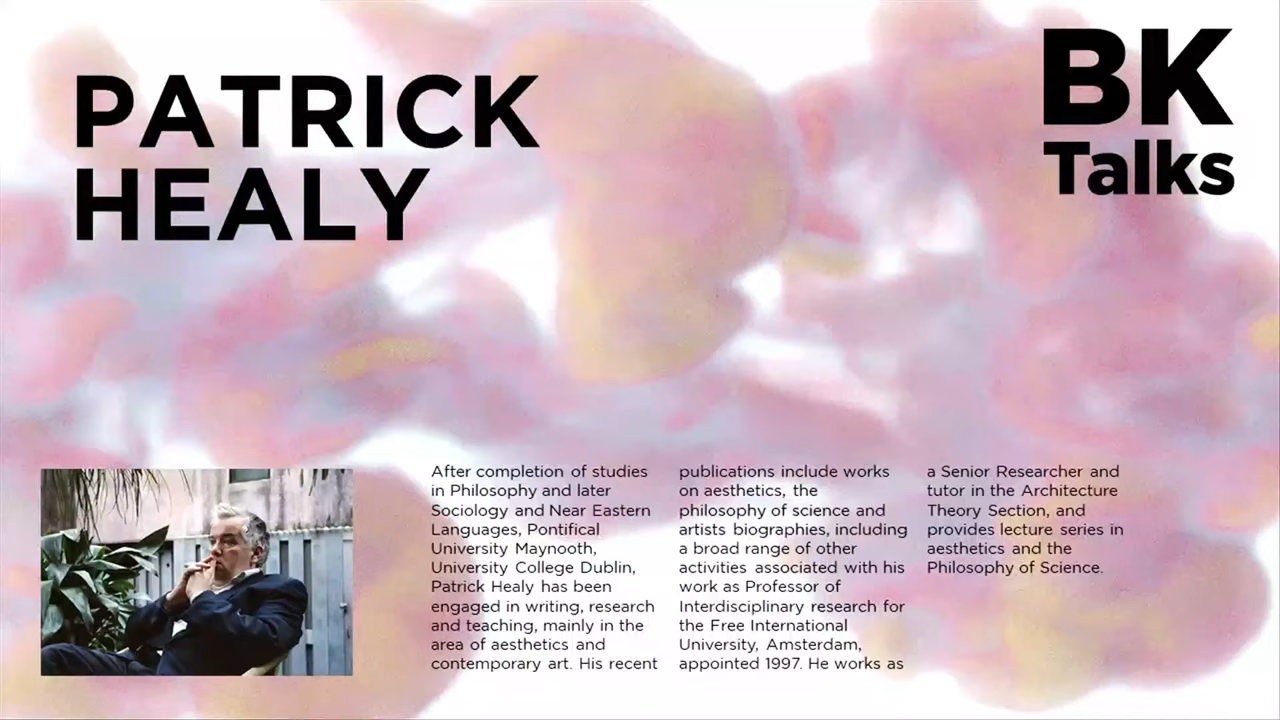 PATRICK
HEALY
BK
Talks
After completion of studies
in Philosophy and later
Sociology and Near Eastern
Languages, Pontifical
University Maynooth,
University College Dublin,
Patrick Healy has been
engaged in writing, research
and teaching, mainly in the
area of aesthetics and
contemporary art. His recent
publications include works
on aesthetics, the
philosophy of science and
artists biographies, including
a broad range of other
activities associated with his
work as Professor of
Interdisciplinary research for
the Free International
University, Amsterdam,
appointed 1997. He works as
a Senior Researcher and
tutor in the Architecture
Theory Section, and
provides lecture series in
aesthetics and the
Philosophy of Science.